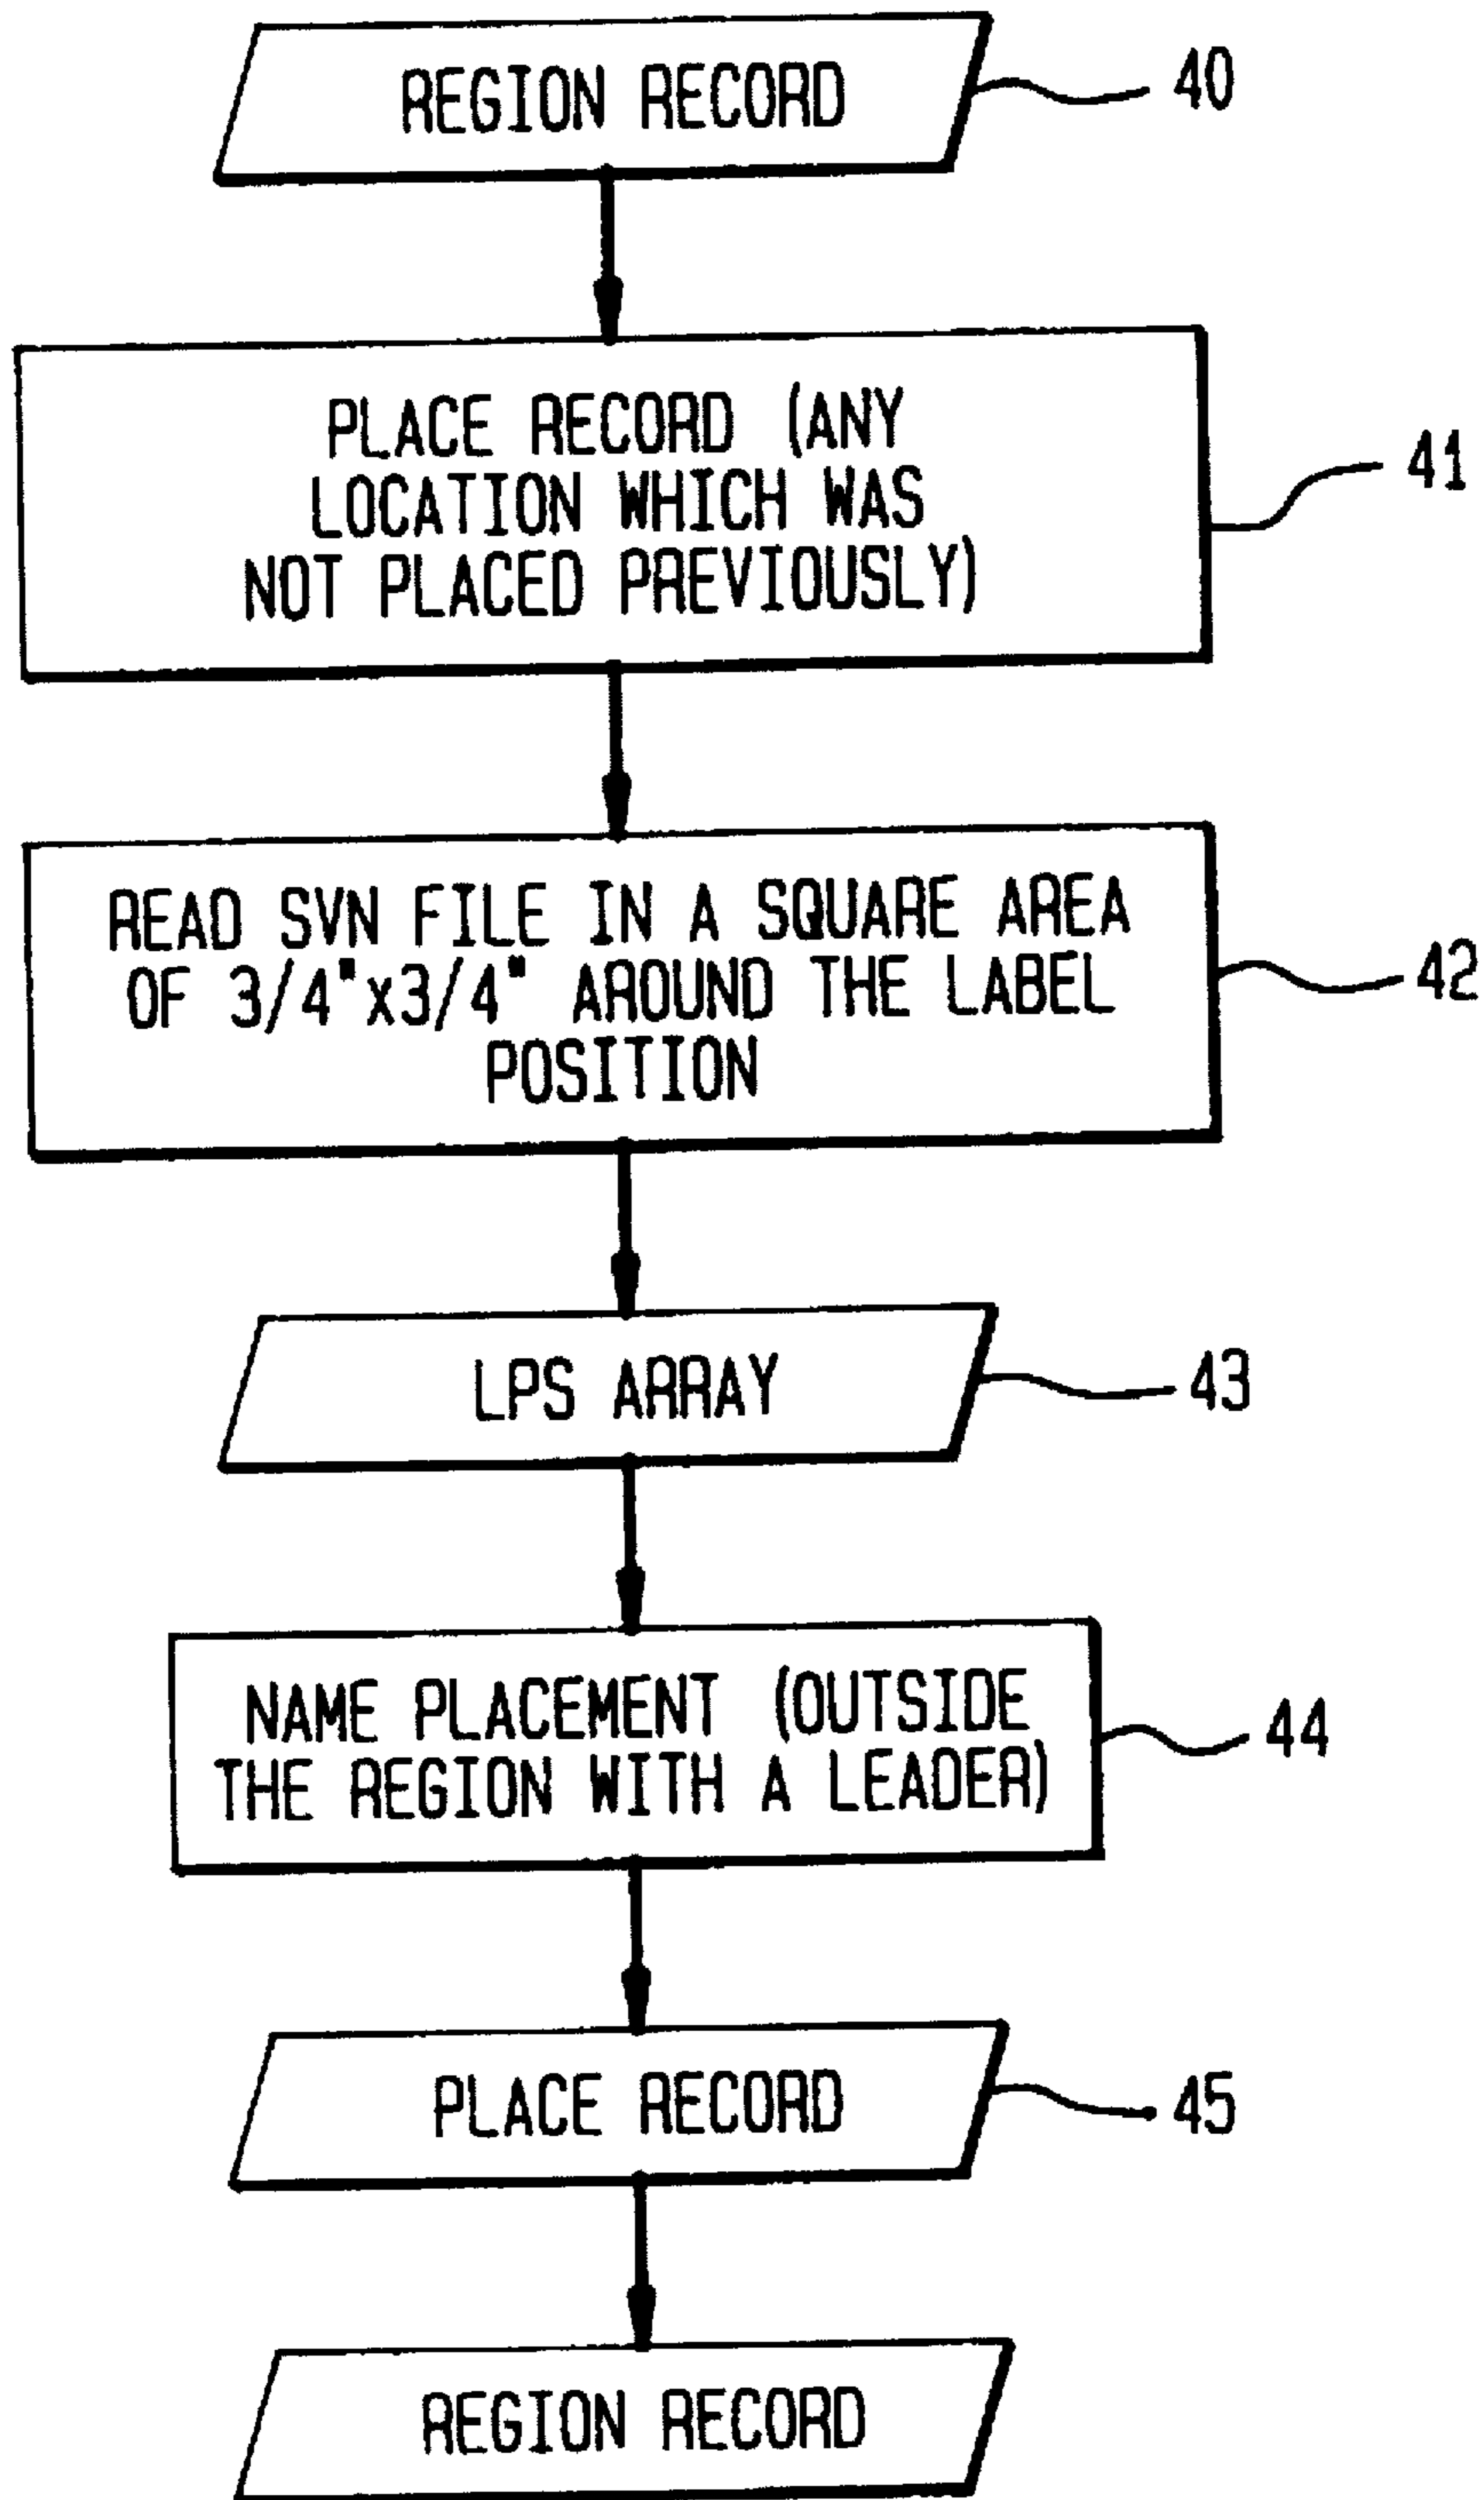 REGION RECORD
40
PLACE RECORD (ANY
LOCATION WHICH WAS
NOT PLACED PREVIOUSLY)
41
READ SVN FILE IN A SQUARE AREA
OF 3/4"X3/4" AROUND THE LABEL
POSITION
42
LPS ARRAY
43
NAME PLACEMENT (OUTSIDE
THE REGION WITH A LEADER)
44
PLACE RECORD
45
REGION RECORD